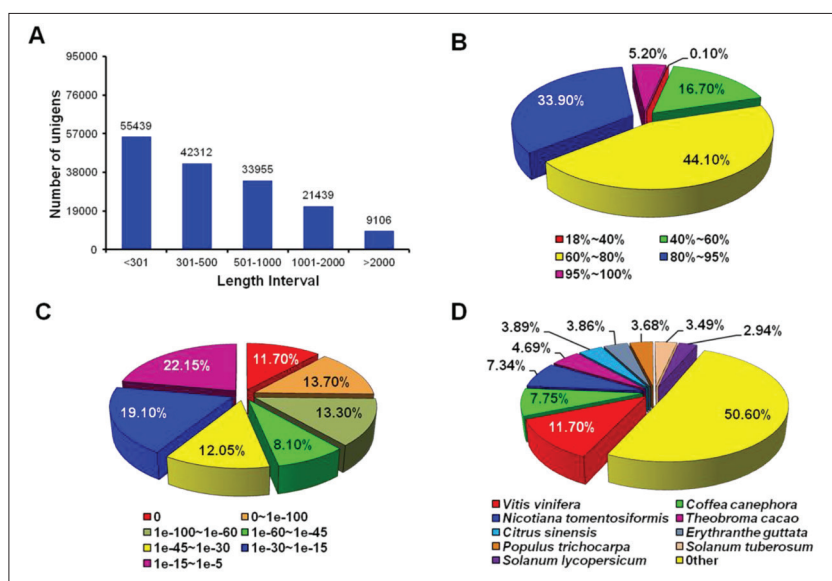 A
Number of unigens
95000
76000
57000
38000
19000
0
55439
42312
33955
21439
9106
<301
301-500
501-1000
1001-2000
>2000
Length Interval
B
5.20%
0.10%
33.90%
16.70%
44.10%
18%~40%
40%~60%
60%~80%
80%~95%
95%~100%
C
22.15%
11.70%
13.70%
19.10%
13.30%
12.05%
8.10%
0
0~1e-100
1e-100~1e-60
1e-60~1e-45
1e-45~1e-30
1e-30~1e-15
1e-15~1e-5
D
3.89%
3.86%
3.68%
3.49%
4.69%
2.94%
7.34%
7.75%
11.70%
50.60%
Vitis vinifera
Coffea canephora
Nicotiana tomentosiformis
Theobroma cacao
Citrus sinensis
Erythranthe guttata
Populus trichocarpa
Solanum tuberosum
Solanum lycopersicum
Other